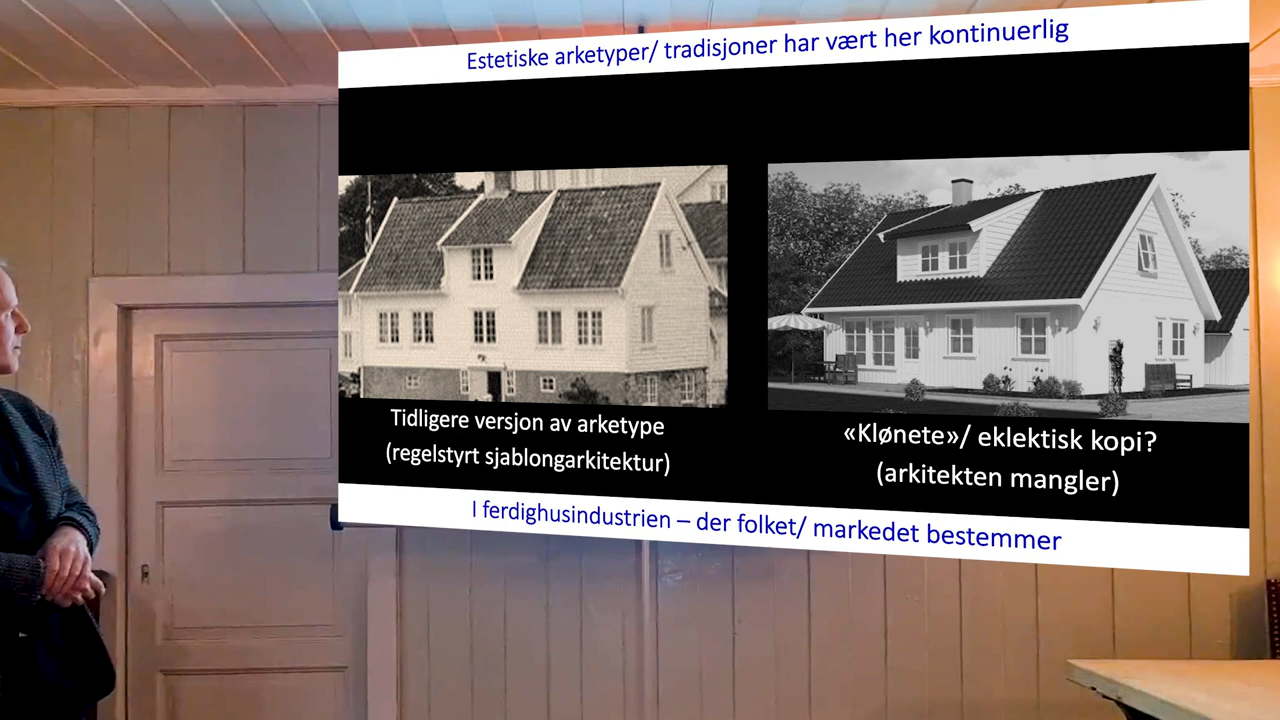 Estetiske arketyper/ tradisjoner har vært her kontinuerlig
Tidligere versjon av arketype
(regelstyrt sjablongarkitektur)
«Klønete»/ eklektisk kopi?
(arkitekten mangler)
I ferdighusindustrien – der folket/ markedet bestemmer